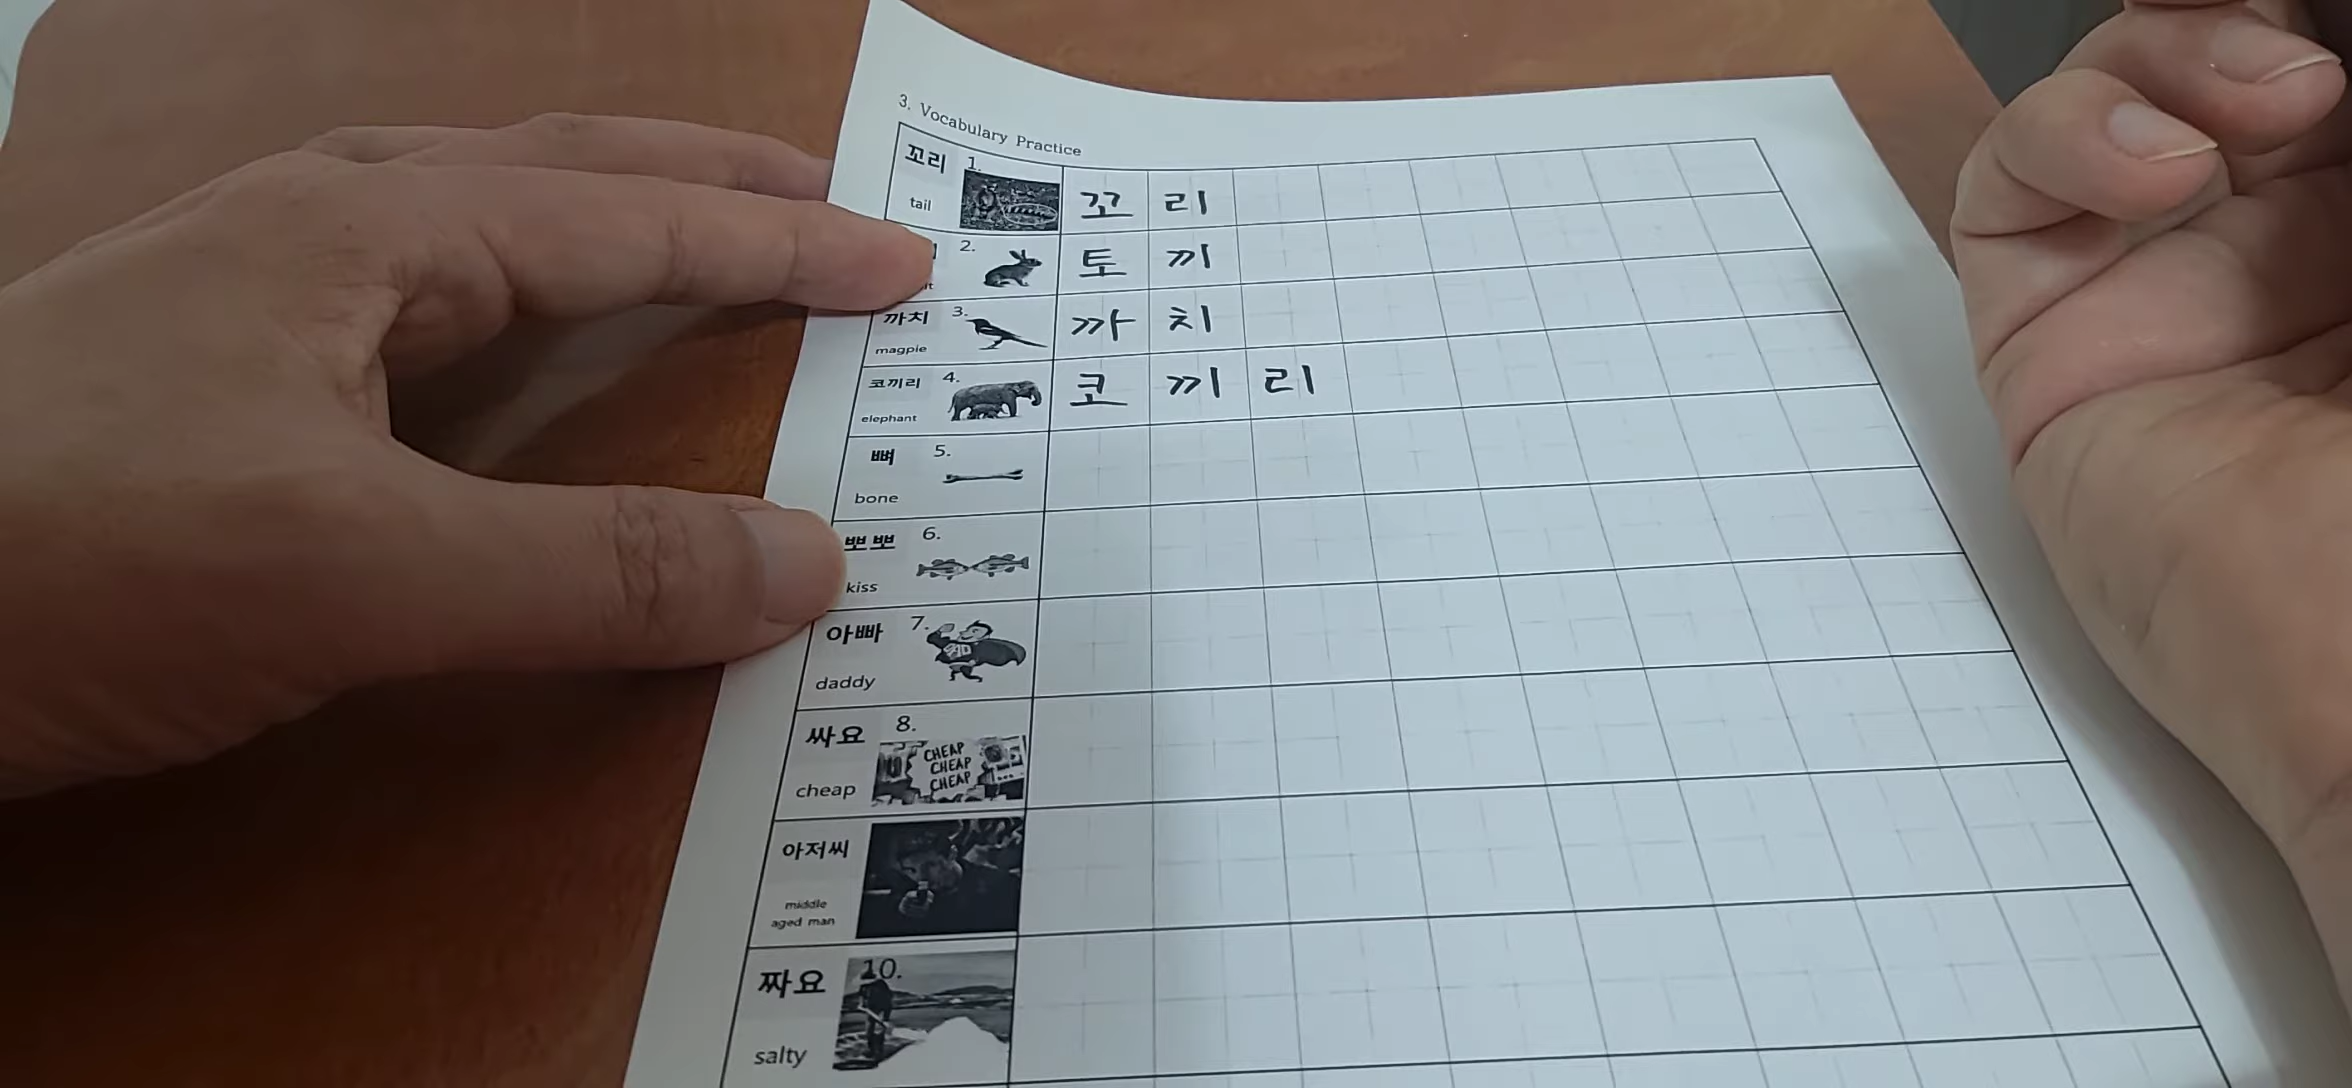 3. Vocabulary Practice
꼬리 1.
tail
꼬 리
2.
토 끼
까치 3.
magpie
까 치
코끼리 4.
elephant
코 끼 리
뼈 5.
bone
뽀뽀 6.
kiss
아빠 7.
daddy
싸요 8.
cheap
CHEAP
CHEAP
CHEAP
아저씨
middle
aged man
짜요 10.
salty